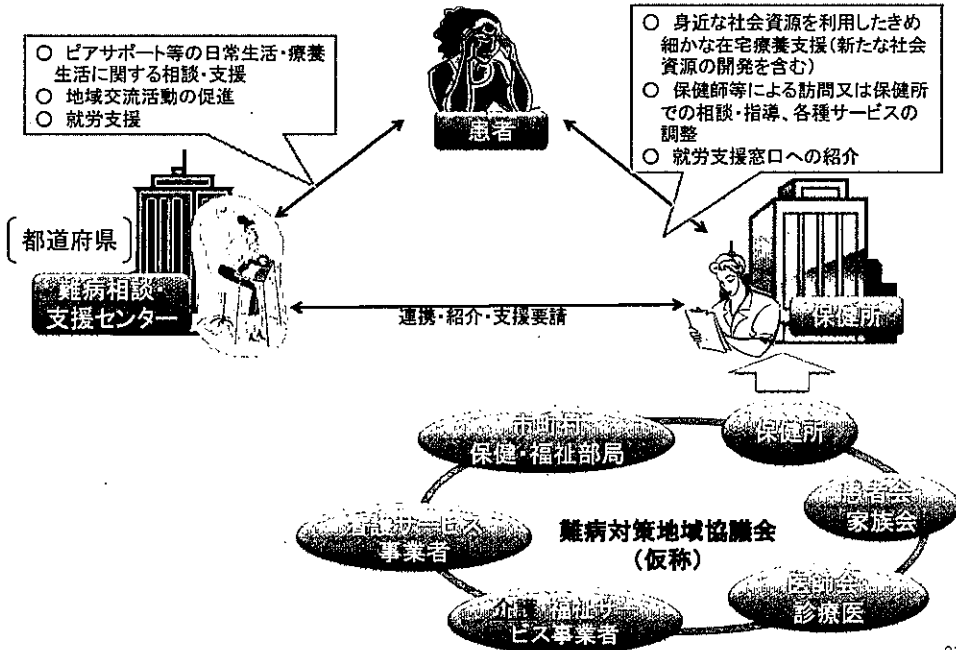 ○ ピアサポート等の日常生活・療養
生活に関する相談・支援
○ 地域交流活動の促進
○ 就労支援
患者
○ 身近な社会資源を利用したきめ
細かな在宅療養支援(新たな社会
資源の開発を含む)
○ 保健師等による訪問又は保健所
での相談・指導、各種サービスの
調整
○ 就労支援窓口への紹介
都道府県
難病相談・
支援センター
連携・紹介・支援要請
保健所
市町村
保健・福祉部局
保健所
患者会
家族会
サービス
事業者
難病対策地域協議会
(仮称)
介護・福祉サー
ビス事業者
医師会
診療医